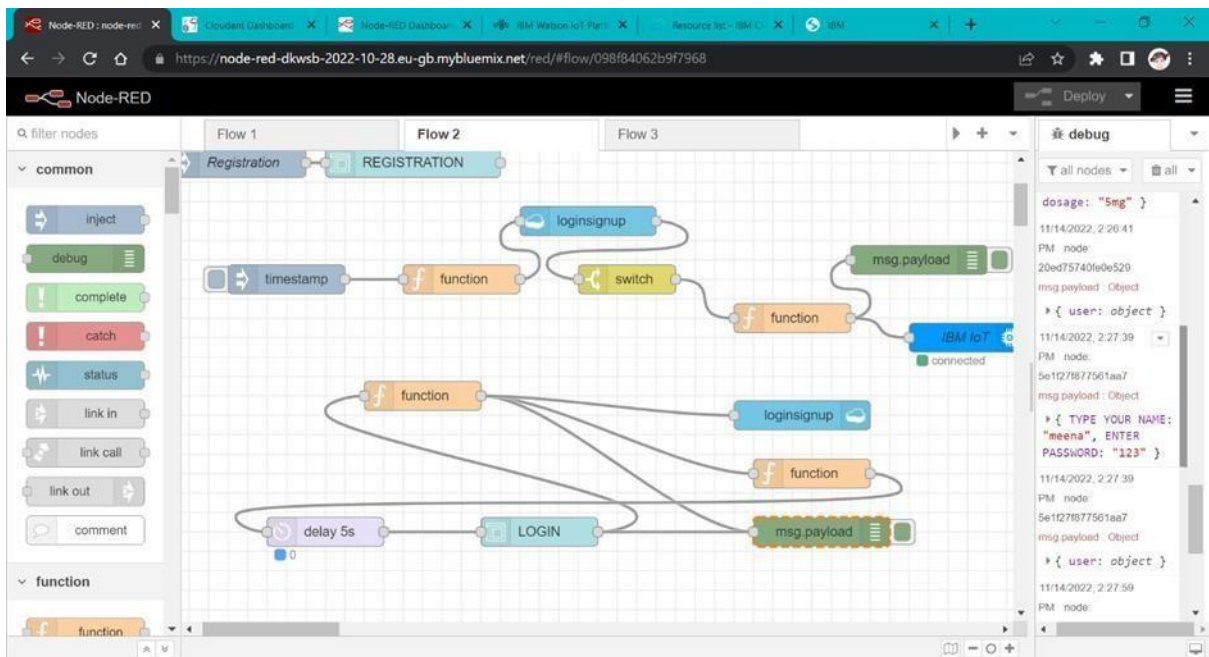 Node-RED : node-red
Cloudant Dashboard
Node-RED Dashboard
IBM Watson IoT Platf
Resource list - IBM Cl
IBM
https://node-red-dkwsb-2022-10-28.eu-gb.mybluemix.net/red/#flow/098f84062b9f7968
Node-RED
Deploy
filter nodes
Flow 1
Flow 2
Flow 3
debug
all nodes
all
common
inject
debug
complete
catch
status
link in
link call
link out
comment
function
function
Registration
REGISTRATION
loginsignup
timestamp
function
switch
msg.payload
function
IBM IoT
connected
function
loginsignup
function
delay 5s
LOGIN
msg.payload
0
dosage: "5mg" }
11/14/2022, 2:26:41
PM node:
20ed75740fe0e529
msg.payload : Object
{ user: object }
11/14/2022, 2:27:39
PM node:
5e1f27f877561aa7
msg.payload : Object
{ TYPE YOUR NAME:
"meena", ENTER
PASSWORD: "123" }
11/14/2022, 2:27:39
PM node:
5e1f27f877561aa7
msg.payload : Object
{ user: object }
11/14/2022, 2:27:59
PM node: